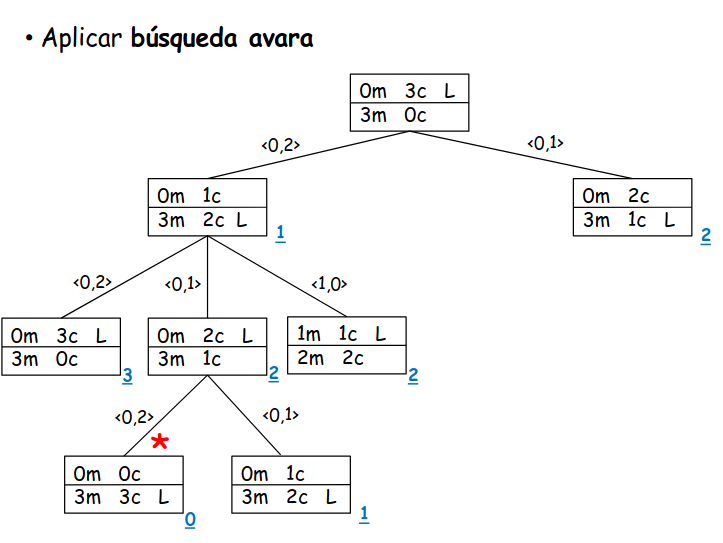 • Aplicar búsqueda avara
0m 3c L
3m 0c
<0,2>
<0,1>
0m 1c
3m 2c L
1
0m 2c
3m 1c L
2
<0,2>
<0,1>
<1,0>
0m 3c L
3m 0c
3
0m 2c L
3m 1c
2
1m 1c L
2m 2c
2
<0,2>
*
<0,1>
0m 0c
3m 3c L
0
0m 1c
3m 2c L
1